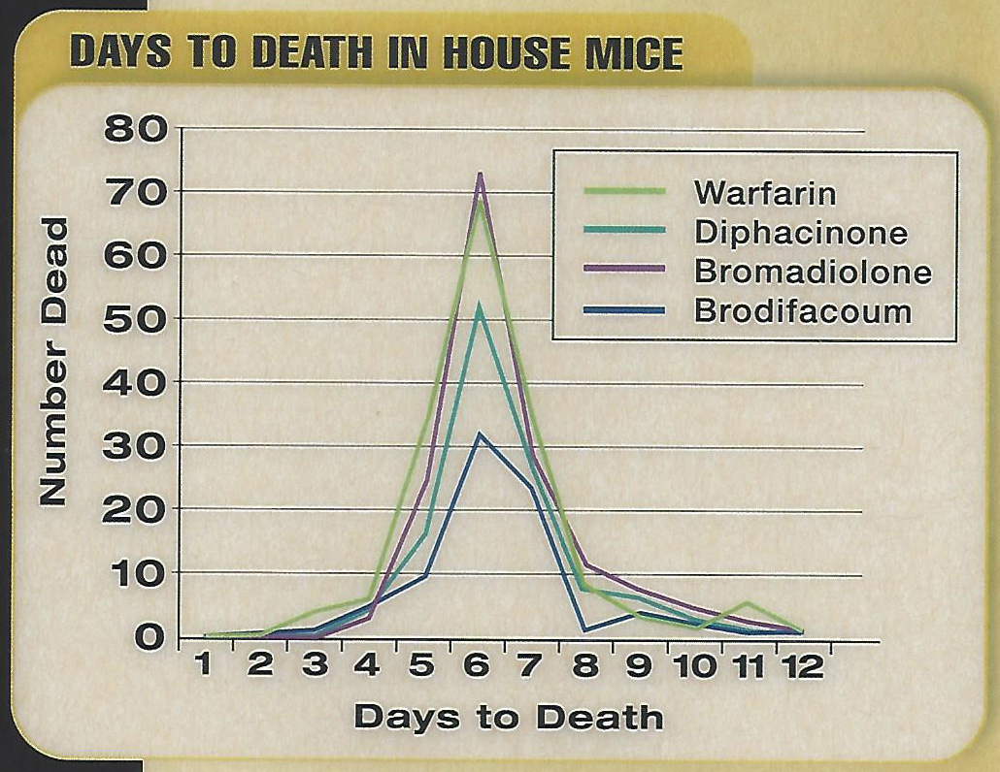 DAYS TO DEATH IN HOUSE MICE
80
70
60
50
40
30
20
10
0
Number Dead
Warfarin
Diphacinone
Bromadiolone
Brodifacoum
1 2 3 4 5 6 7 8 9 10 11 12
Days to Death